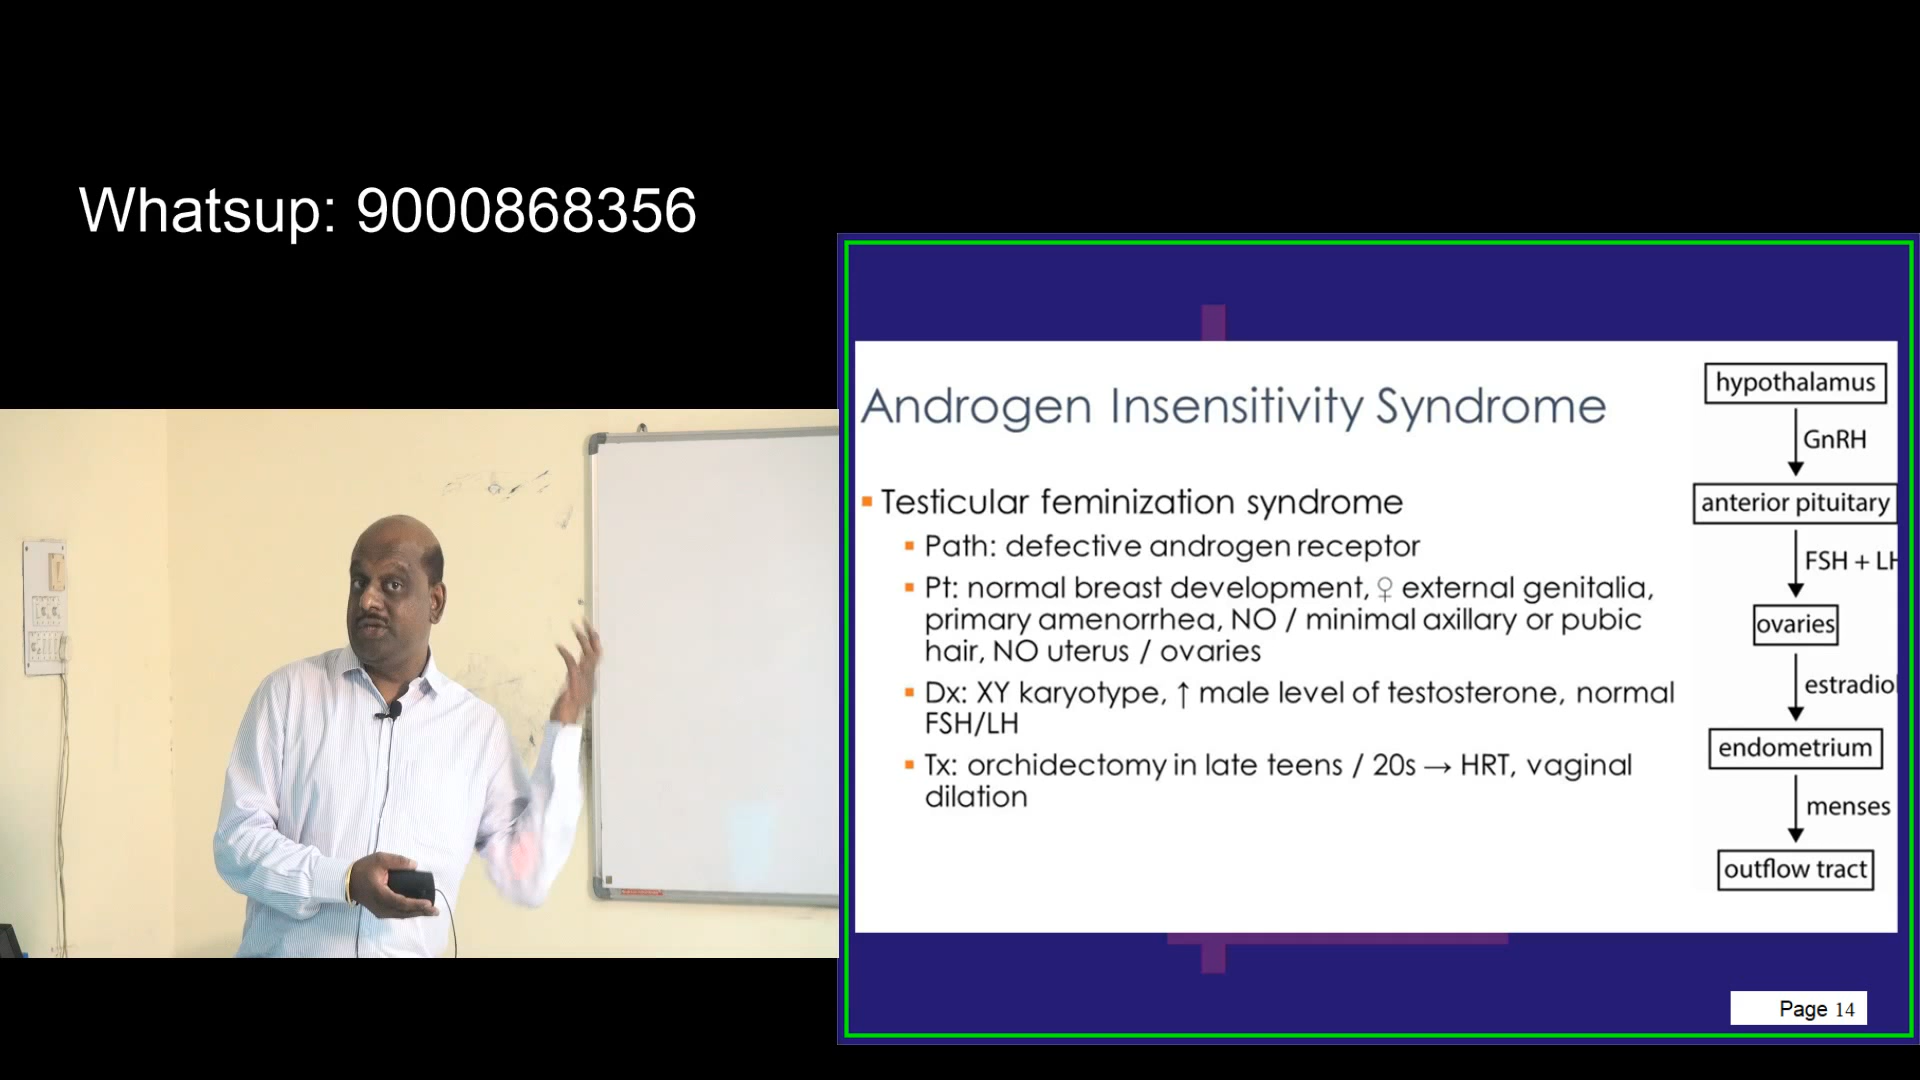 Whatsup: 9000868356
Androgen Insensitivity Syndrome
▪ Testicular feminization syndrome
▪ Path: defective androgen receptor
▪ Pt: normal breast development, ♀ external genitalia,
primary amenorrhea, NO / minimal axillary or pubic
hair, NO uterus / ovaries
▪ Dx: XY karyotype, ↑ male level of testosterone, normal
FSH/LH
▪ Tx: orchidectomy in late teens / 20s → HRT, vaginal
dilation
hypothalamus
GnRH
anterior pituitary
FSH + LH
ovaries
estradiol
endometrium
menses
outflow tract
Page 14